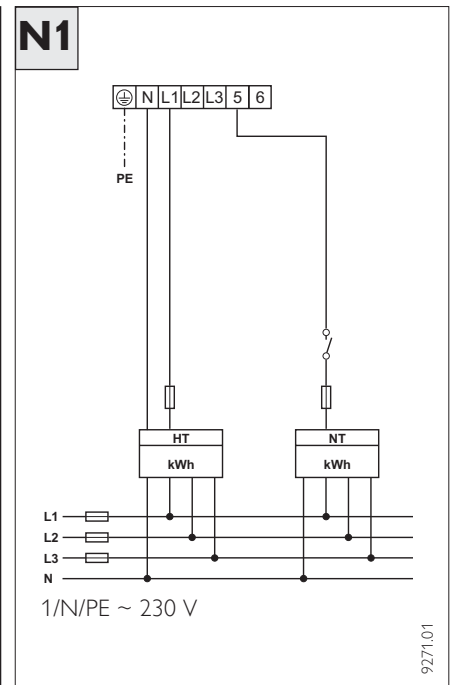 N1
N L1 L2 L3 5 6
PE
HT
kWh
NT
kWh
L1
L2
L3
N
1/N/PE ~ 230 V
9271.01